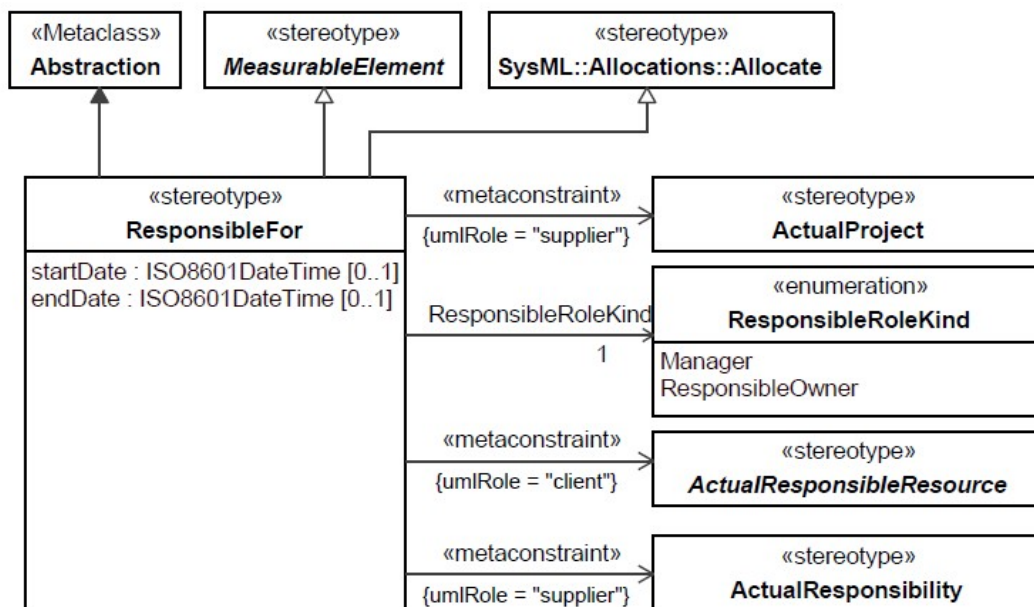 «Metaclass»
Abstraction
«stereotype»
MeasurableElement
«stereotype»
SysML::Allocations::Allocate
«stereotype»
ResponsibleFor
startDate : ISO8601DateTime [0..1]
endDate : ISO8601DateTime [0..1]
«metaconstraint»
{umlRole = "supplier"}
«stereotype»
ActualProject
ResponsibleRoleKind
1
«enumeration»
ResponsibleRoleKind
Manager
ResponsibleOwner
«metaconstraint»
{umlRole = "client"}
«stereotype»
ActualResponsibleResource
«metaconstraint»
{umlRole = "supplier"}
«stereotype»
ActualResponsibility